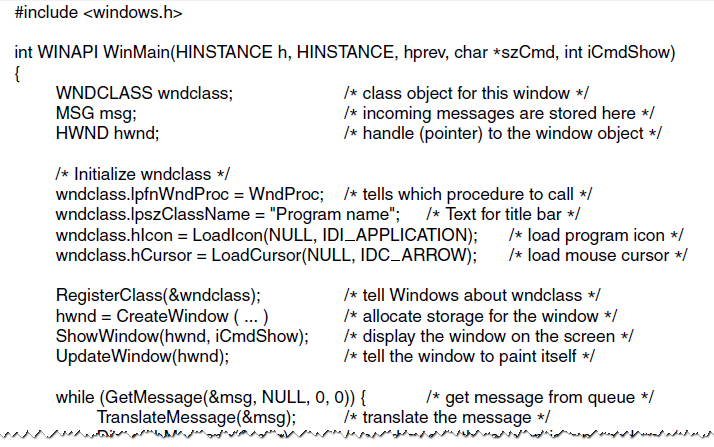 #include <windows.h>
int WINAPI WinMain(HINSTANCE h, HINSTANCE, hprev, char *szCmd, int iCmdShow)
{
WNDCLASS wndclass; /* class object for this window */
MSG msg; /* incoming messages are stored here */
HWND hwnd; /* handle (pointer) to the window object */
/* Initialize wndclass */
wndclass.lpfnWndProc = WndProc; /* tells which procedure to call */
wndclass.lpszClassName = "Program name"; /* Text for title bar */
wndclass.hIcon = LoadIcon(NULL, IDI_APPLICATION); /* load program icon */
wndclass.hCursor = LoadCursor(NULL, IDC_ARROW); /* load mouse cursor */
RegisterClass(&wndclass); /* tell Windows about wndclass */
hwnd = CreateWindow ( ... ) /* allocate storage for the window */
ShowWindow(hwnd, iCmdShow); /* display the window on the screen */
UpdateWindow(hwnd); /* tell the window to paint itself */
while (GetMessage(&msg, NULL, 0, 0)) { /* get message from queue */
TranslateMessage(&msg); /* translate the message */